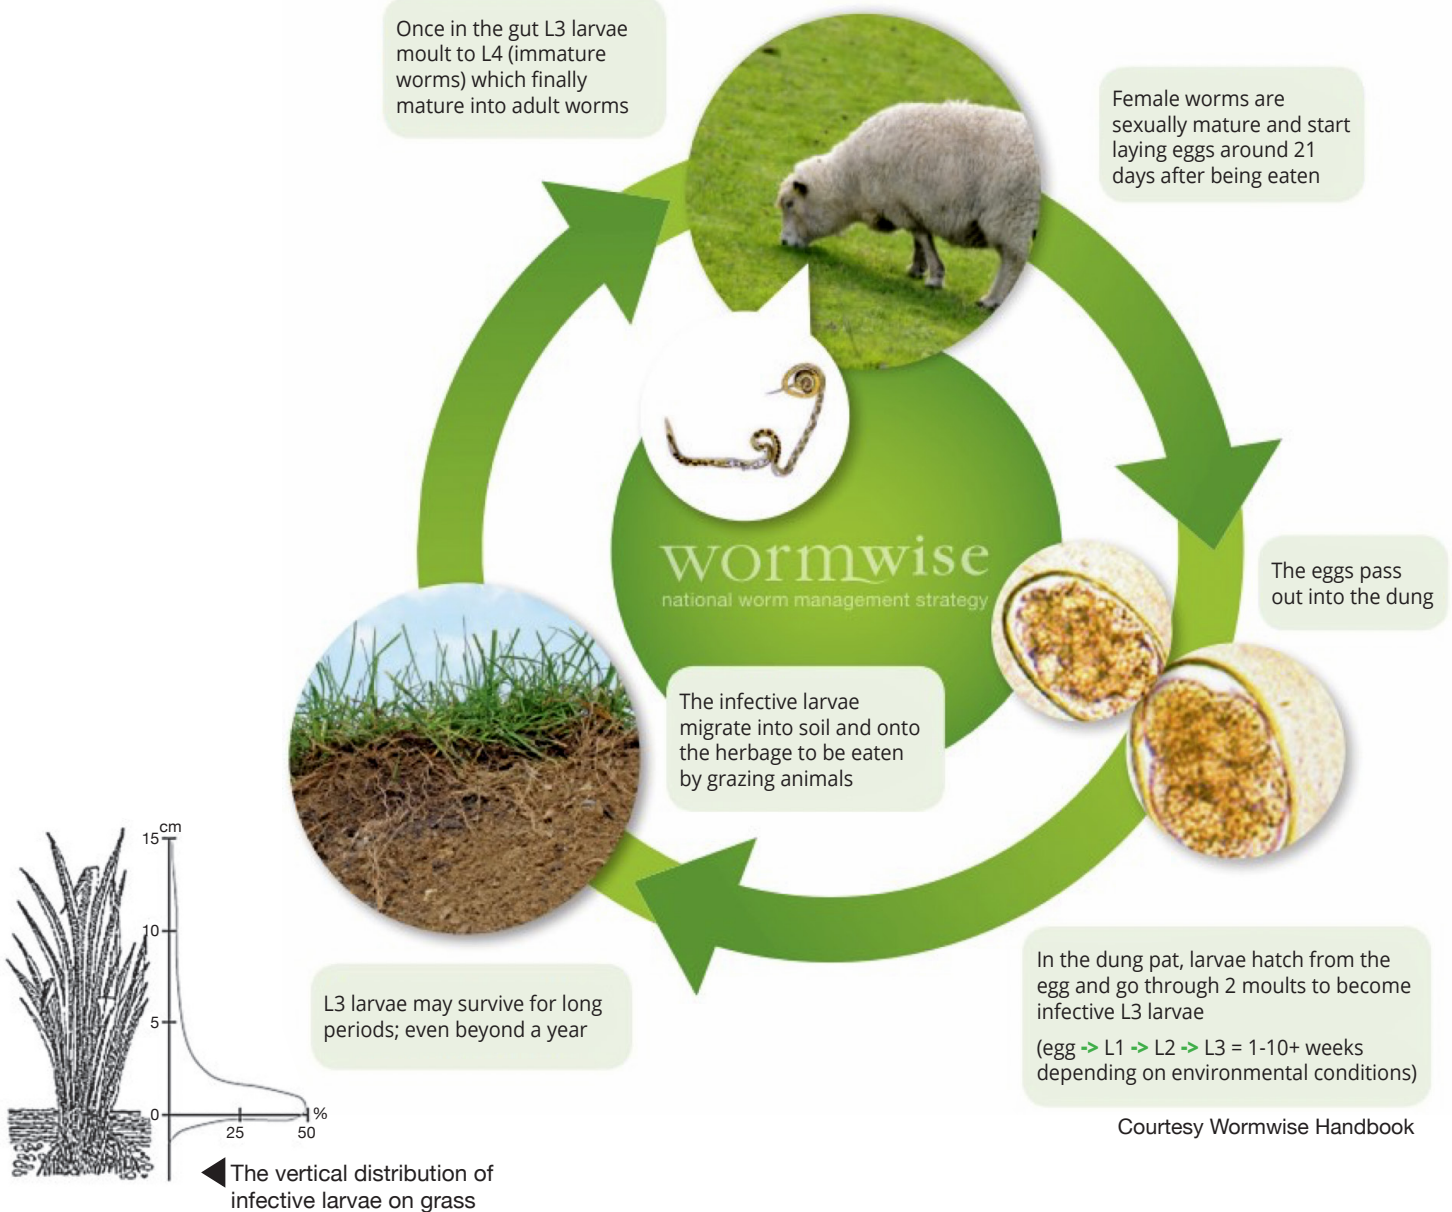 Once in the gut L3 larvae
moult to L4 (immature
worms) which finally
mature into adult worms
Female worms are
sexually mature and start
laying eggs around 21
days after being eaten
wormwise
national worm management strategy
The eggs pass
out into the dung
The infective larvae
migrate into soil and onto
the herbage to be eaten
by grazing animals
In the dung pat, larvae hatch from the
egg and go through 2 moults to become
infective L3 larvae
(egg -> L1 -> L2 -> L3 = 1-10+ weeks
depending on environmental conditions)
Courtesy Wormwise Handbook
L3 larvae may survive for long
periods; even beyond a year
cm
15
10
5
0
%
25 50
The vertical distribution of
infective larvae on grass